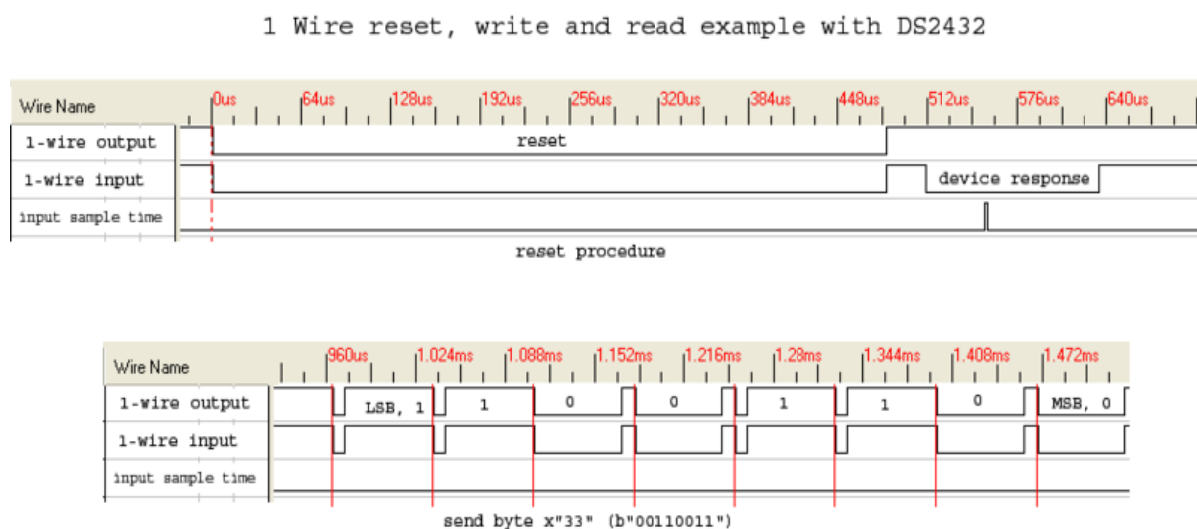 1 Wire reset, write and read example with DS2432
Wire Name 0us 64us 128us 192us 256us 320us 384us 448us 512us 576us 640us
1-wire output reset
1-wire input device response
input sample time
reset procedure
Wire Name 960us 1.024ms 1.088ms 1.152ms 1.216ms 1.28ms 1.344ms 1.408ms 1.472ms
1-wire output LSB, 1 1 0 0 1 1 0 MSB, 0
1-wire input
input sample time
send byte x"33" (b"00110011")